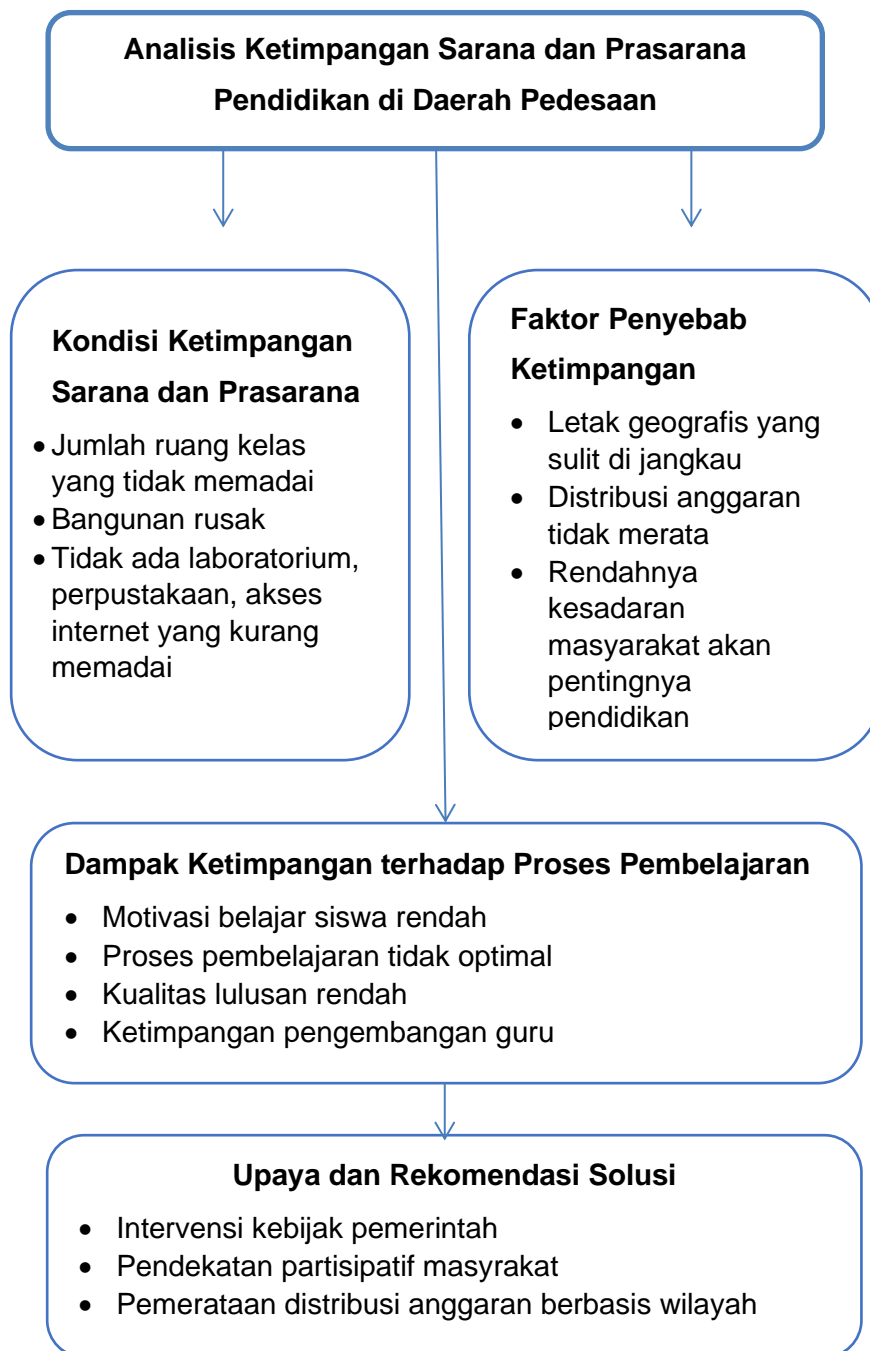 Analisis Ketimpangan Sarana dan Prasarana
Pendidikan di Daerah Pedesaan
Kondisi Ketimpangan
Sarana dan Prasarana
• Jumlah ruang kelas
yang tidak memadai
• Bangunan rusak
• Tidak ada laboratorium,
perpustakaan, akses
internet yang kurang
memadai
Faktor Penyebab
Ketimpangan
• Letak geografis yang
sulit di jangkau
• Distribusi anggaran
tidak merata
• Rendahnya
kesadaran
masyarakat akan
pentingnya
pendidikan
Dampak Ketimpangan terhadap Proses Pembelajaran
• Motivasi belajar siswa rendah
• Proses pembelajaran tidak optimal
• Kualitas lulusan rendah
• Ketimpangan pengembangan guru
Upaya dan Rekomendasi Solusi
• Intervensi kebijak pemerintah
• Pendekatan partisipatif masyrakat
• Pemerataan distribusi anggaran berbasis wilayah